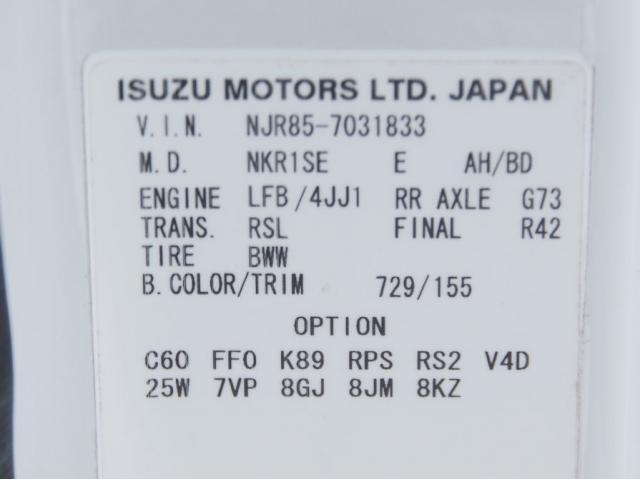 ISUZU MOTORS LTD. JAPAN
V.I.N. NJR85-7031833
M.D. NKR1SE E AH/BD
ENGINE LFB/4JJ1 RR AXLE G73
TRANS. RSL FINAL R42
TIRE BWW
B.COLOR/TRIM 729/155
OPTION
C60 FF0 K89 RPS RS2 V4D
25W 7VP 8GJ 8JM 8KZ